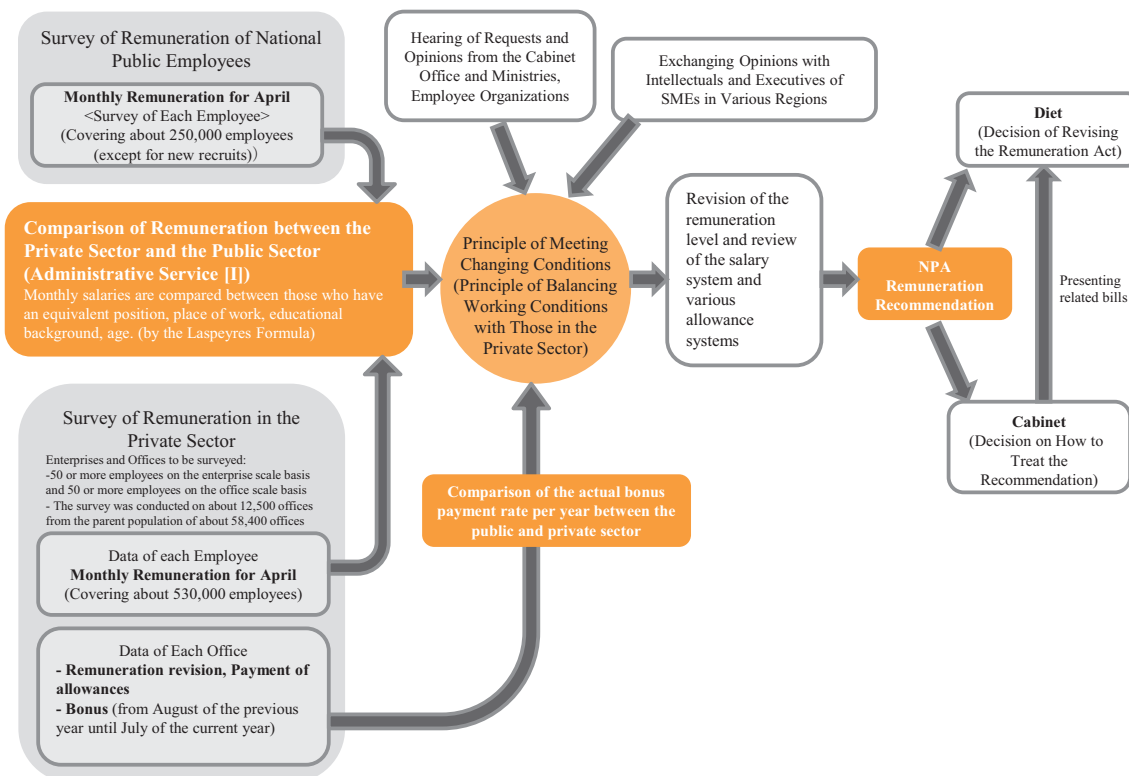 Survey of Remuneration of National
Public Employees
Monthly Remuneration for April
<Survey of Each Employee>
(Covering about 250,000 employees
(except for new recruits))
Comparison of Remuneration between the
Private Sector and the Public Sector
(Administrative Service [I])
Monthly salaries are compared between those who have
an equivalent position, place of work, educational
background, age. (by the Laspeyres Formula)
Survey of Remuneration in the
Private Sector
Enterprises and Offices to be surveyed:
-50 or more employees on the enterprise scale basis
and 50 or more employees on the office scale basis
- The survey was conducted on about 12,500 offices
from the parent population of about 58,400 offices
Data of each Employee
Monthly Remuneration for April
(Covering about 530,000 employees)
Data of Each Office
- Remuneration revision, Payment of
allowances
- Bonus (from August of the previous
year until July of the current year)
Hearing of Requests and
Opinions from the Cabinet
Office and Ministries,
Employee Organizations
Exchanging Opinions with
Intellectuals and Executives of
SMEs in Various Regions
Principle of Meeting
Changing Conditions
(Principle of Balancing
Working Conditions
with Those in the
Private Sector)
Comparison of the actual bonus
payment rate per year between the
public and private sector
Revision of the
remuneration
level and review
of the salary
system and
various
allowance
systems
NPA
Remuneration
Recommendation
Diet
(Decision of Revising
the Remuneration Act)
Presenting
related bills
Cabinet
(Decision on How to
Treat the
Recommendation)